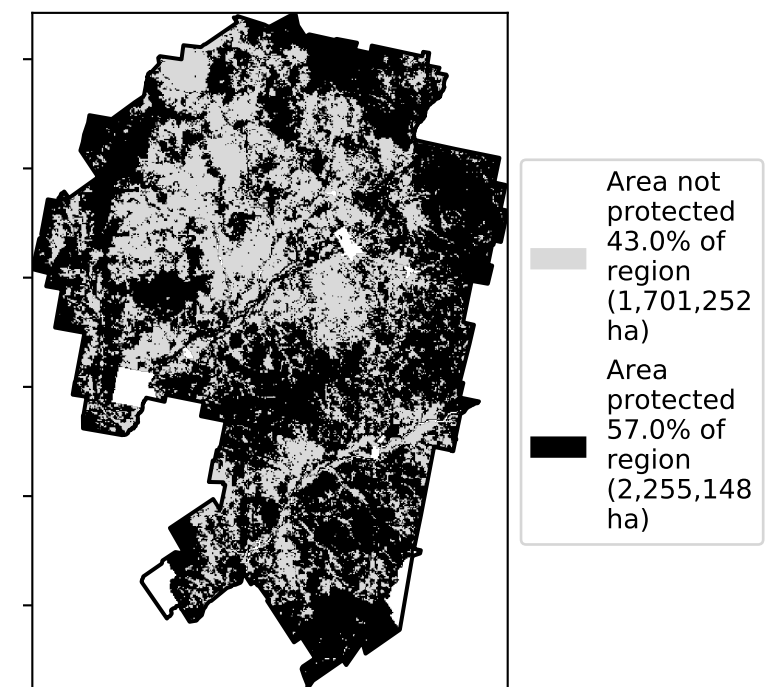 Area not
protected
43.0% of
region
(1,701,252
ha)
Area
protected
57.0% of
region
(2,255,148
ha)